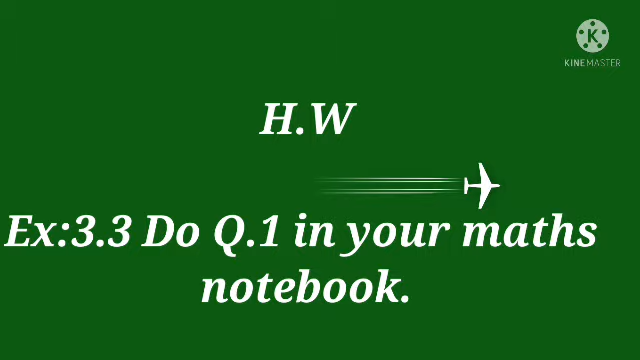 K
KINEMASTER
H.W
Ex:3.3 Do Q.1 in your maths
notebook.